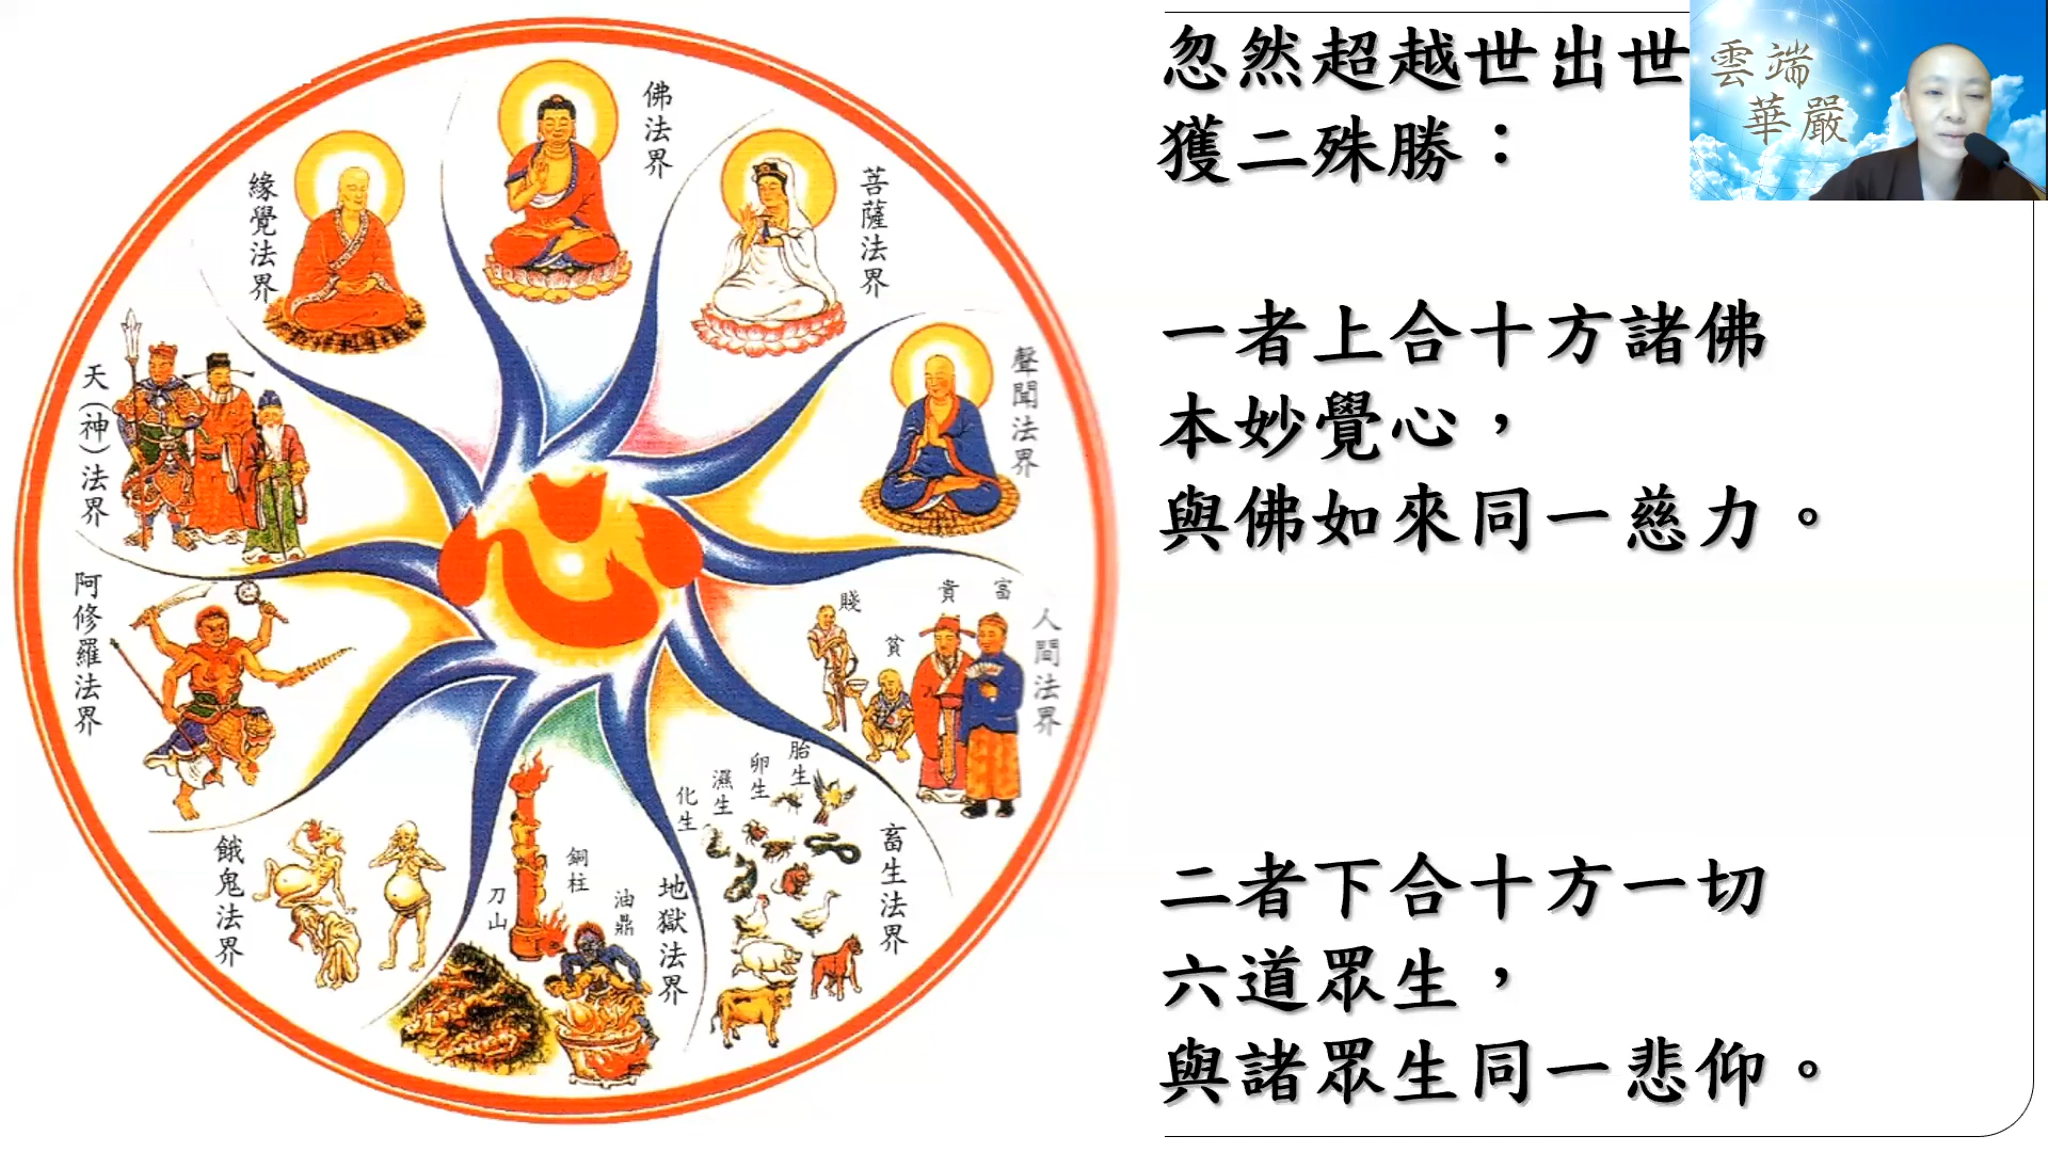 佛法界
菩薩法界
緣覺法界
聲聞法界
天(神)法界
人間法界
富
貴
貧
賤
阿修羅法界
畜生法界
胎生
卵生
濕生
化生
餓鬼法界
地獄法界
銅柱
油鼎
刀山
心
忽然超越世出世
獲二殊勝：
一者上合十方諸佛
本妙覺心，
與佛如來同一慈力。
二者下合十方一切
六道眾生，
與諸眾生同一悲仰。
雲端
華嚴